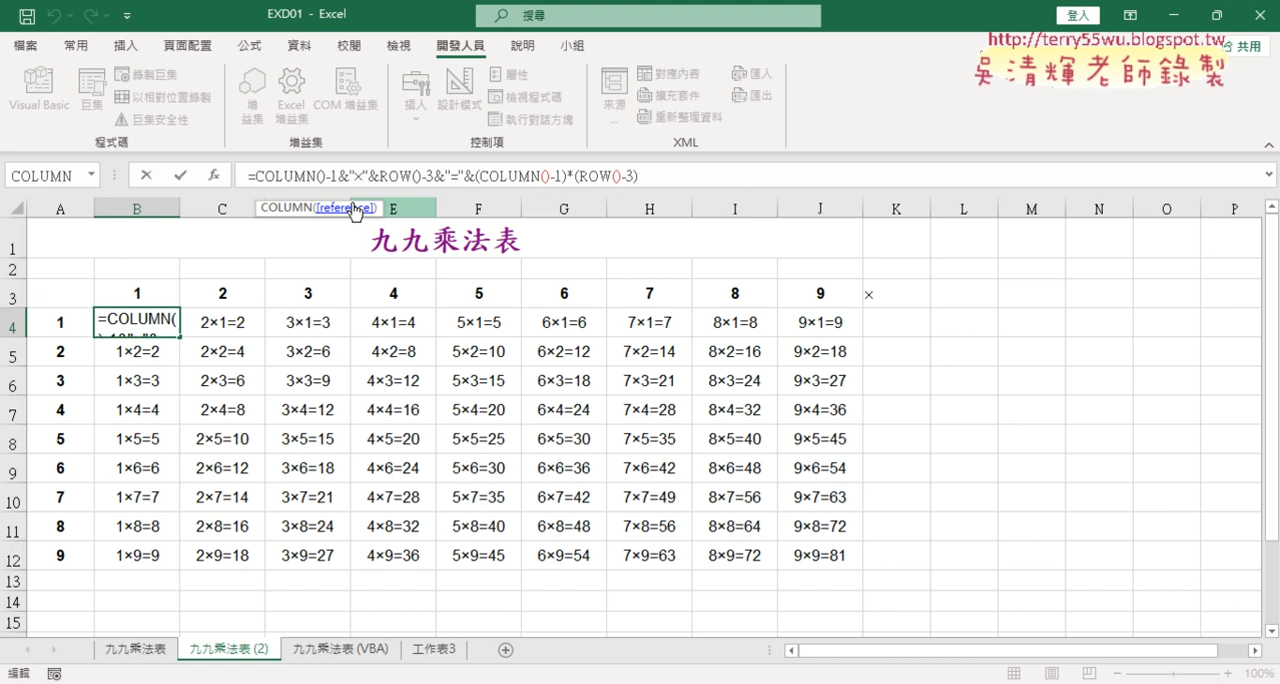 EXD01 - Excel
搜尋
登入
檔案 常用 插入 頁面配置 公式 資料 校閱 檢視 開發人員 說明 小組
共用
http://terry55wu.blogspot.tw
吳清輝老師錄製
Visual Basic 巨集 錄製巨集 以相對位置錄製 巨集安全性
增益集 Excel 增益集 COM 增益集
插入 設計模式 屬性 檢視程式碼 執行對話方塊
來源... 對應內容 擴充套件 重新整理資料 匯入 匯出
程式碼 增益集 控制項 XML
COLUMN =COLUMN()-1&"×"&ROW()-3&"="&(COLUMN()-1)*(ROW()-3)
COLUMN([reference])
A B C E F G H I J K L M N O P
1 九九乘法表
2
3 1 2 3 4 5 6 7 8 9 ×
4 1 =COLUMN( 2×1=2 3×1=3 4×1=4 5×1=5 6×1=6 7×1=7 8×1=8 9×1=9
5 2 1×2=2 2×2=4 3×2=6 4×2=8 5×2=10 6×2=12 7×2=14 8×2=16 9×2=18
6 3 1×3=3 2×3=6 3×3=9 4×3=12 5×3=15 6×3=18 7×3=21 8×3=24 9×3=27
7 4 1×4=4 2×4=8 3×4=12 4×4=16 5×4=20 6×4=24 7×4=28 8×4=32 9×4=36
8 5 1×5=5 2×5=10 3×5=15 4×5=20 5×5=25 6×5=30 7×5=35 8×5=40 9×5=45
9 6 1×6=6 2×6=12 3×6=18 4×6=24 5×6=30 6×6=36 7×6=42 8×6=48 9×6=54
10 7 1×7=7 2×7=14 3×7=21 4×7=28 5×7=35 6×7=42 7×7=49 8×7=56 9×7=63
11 8 1×8=8 2×8=16 3×8=24 4×8=32 5×8=40 6×8=48 7×8=56 8×8=64 9×8=72
12 9 1×9=9 2×9=18 3×9=27 4×9=36 5×9=45 6×9=54 7×9=63 8×9=72 9×9=81
13
14
15
九九乘法表 九九乘法表 (2) 九九乘法表 (VBA) 工作表3
編輯 100%